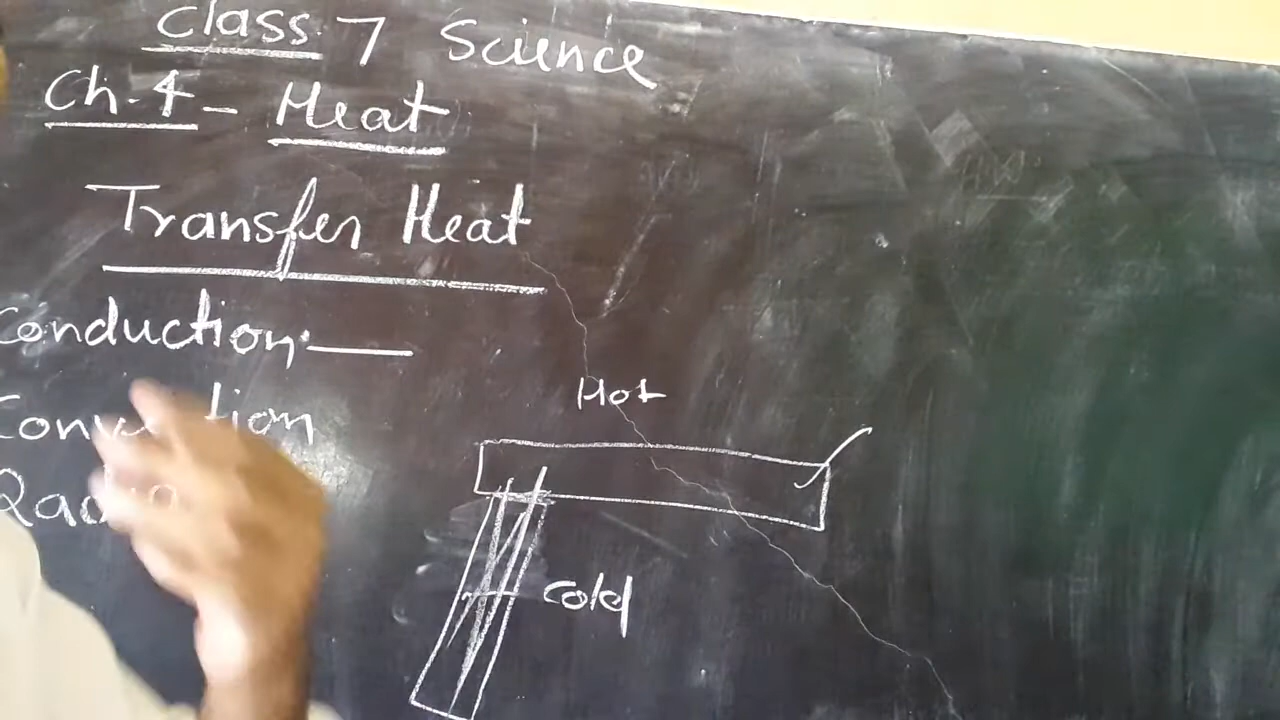 Class 7 Science
Ch. 4 - Heat
Transfer Heat
Conduction:—
Hot
Cold